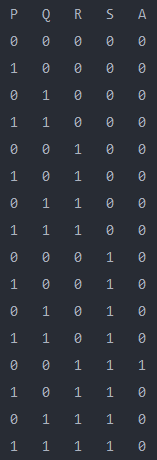 P Q R S A
0 0 0 0 0
1 0 0 0 0
0 1 0 0 0
1 1 0 0 0
0 0 1 0 0
1 0 1 0 0
0 1 1 0 0
1 1 1 0 0
0 0 0 1 0
1 0 0 1 0
0 1 0 1 0
1 1 0 1 0
0 0 1 1 1
1 0 1 1 0
0 1 1 1 0
1 1 1 1 0